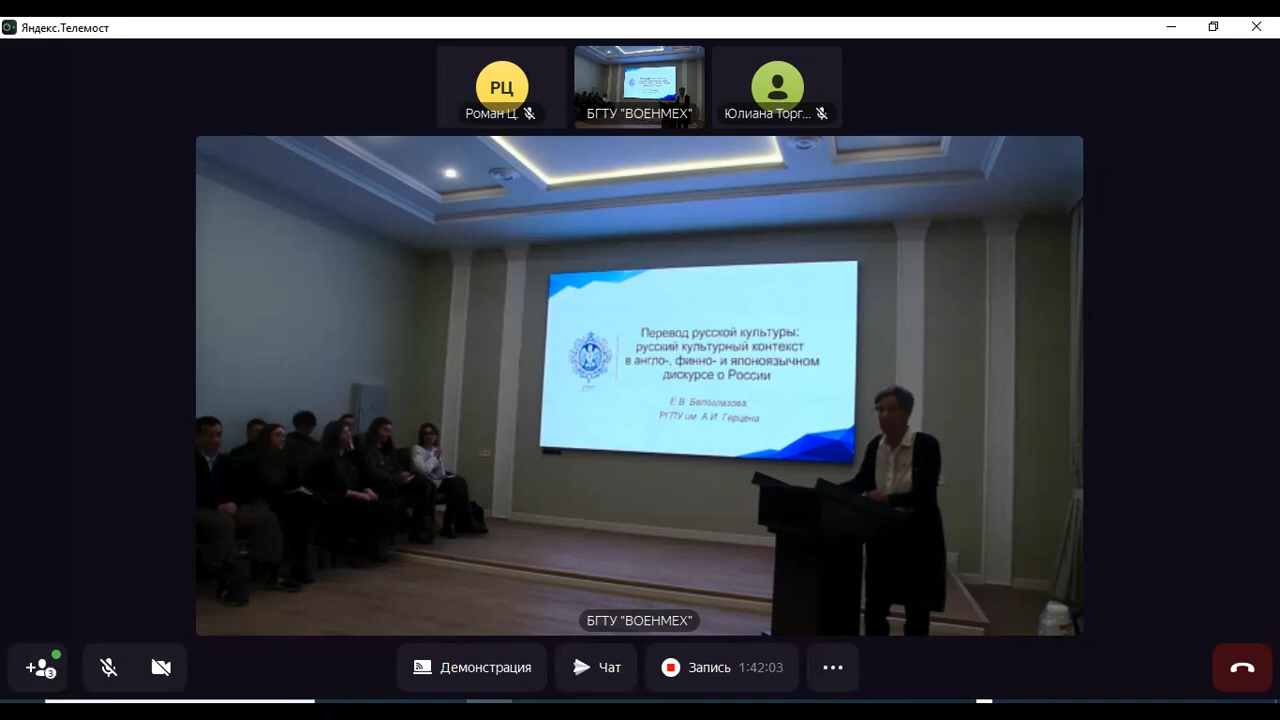 Яндекс.Телемост
РЦ
Роман Ц.
БГТУ "ВОЕНМЕХ"
Юлиана Торг...
Перевод русской культуры:
русский культурный контекст
в англо-, финно- и японоязычном
дискурсе о России
Е.В. Белоглазова,
РГПУ им. А.И. Герцена
БГТУ "ВОЕНМЕХ"
3
Демонстрация
Чат
Запись 1:42:03